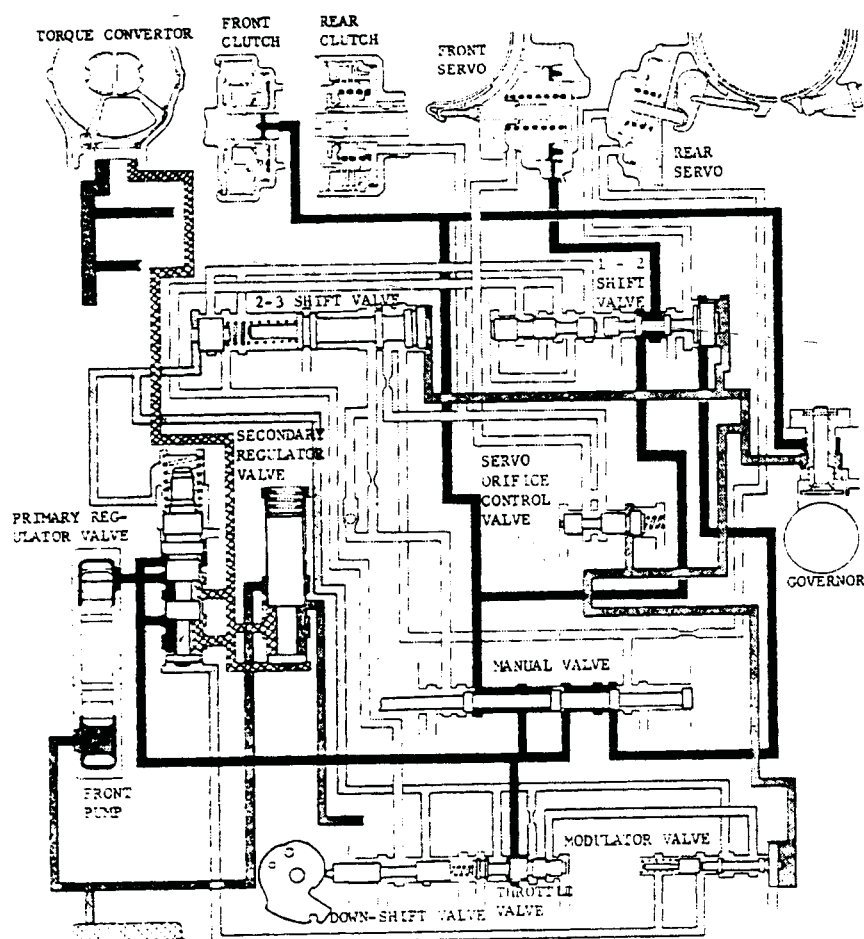 TORQUE CONVERTOR
FRONT
CLUTCH
REAR
CLUTCH
FRONT
SERVO
REAR
SERVO
1 - 2
SHIFT
VALVE
2-3 SHIFT VALVE
SECONDARY
REGULATOR
VALVE
SERVO
ORIFICE
CONTROL
VALVE
PRIMARY REG-
ULATOR VALVE
GOVERNOR
MANUAL VALVE
FRONT
PUMP
MODULATOR VALVE
THROTTLE
VALVE
DOWN-SHIFT VALVE